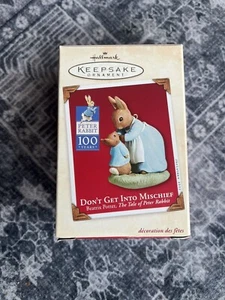 Hallmark
KEEPSAKE
ORNAMENT
PETER
RABBIT
100
YEARS
DON'T GET INTO MISCHIEF
Beatrix Potter, The Tale of Peter Rabbit
décoration des fêtes